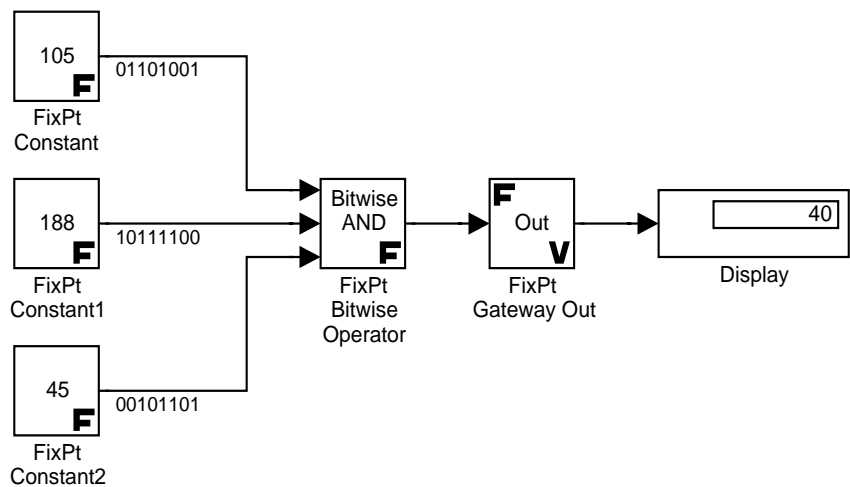 105
F
01101001
FixPt
Constant
188
F
10111100
FixPt
Constant1
45
F
00101101
FixPt
Constant2
Bitwise
AND
F
FixPt
Bitwise
Operator
F
Out
V
FixPt
Gateway Out
40
Display